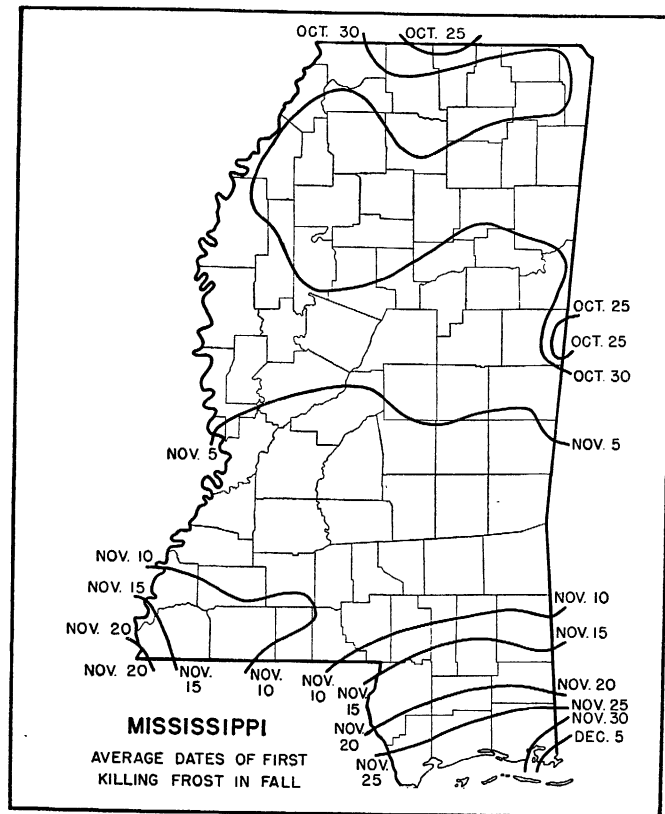 OCT. 30
OCT. 25
OCT. 25
OCT. 25
OCT. 30
NOV. 5
NOV. 5
NOV. 10
NOV. 15
NOV. 20
NOV. 20
NOV. 15
NOV. 10
NOV. 10
NOV. 15
NOV. 20
NOV. 25
NOV. 10
NOV. 15
NOV. 20
NOV. 25
NOV. 30
DEC. 5
MISSISSIPPI
AVERAGE DATES OF FIRST
KILLING FROST IN FALL